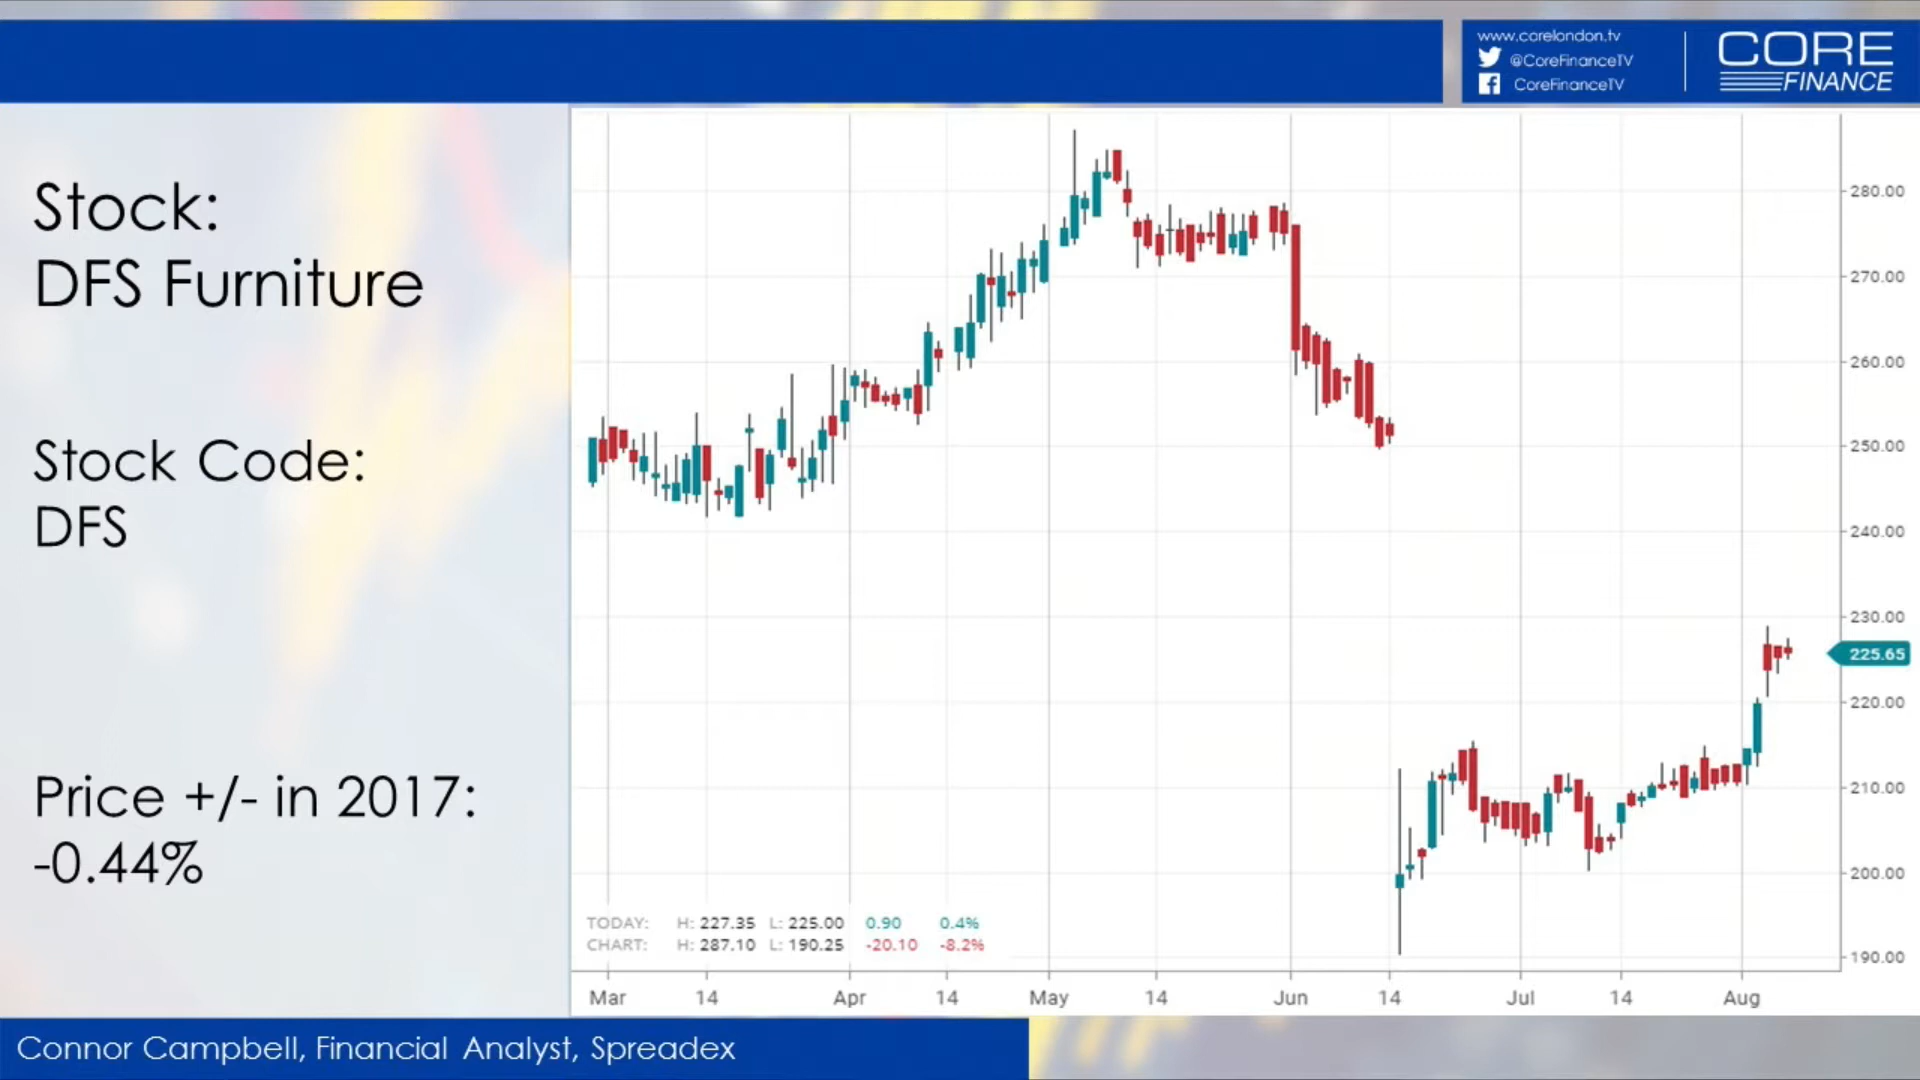 www.corelondon.tv
@CoreFinanceTV
CoreFinanceTV
CORE
FINANCE
Stock:
DFS Furniture
Stock Code:
DFS
Price +/- in 2017:
-0.44%
280.00
270.00
260.00
250.00
240.00
230.00
225.65
220.00
210.00
200.00
190.00
TODAY: H: 227.35 L: 225.00 0.90 0.4%
CHART: H: 287.10 L: 190.25 -20.10 -8.2%
Mar 14 Apr 14 May 14 Jun 14 Jul 14 Aug
Connor Campbell, Financial Analyst, Spreadex